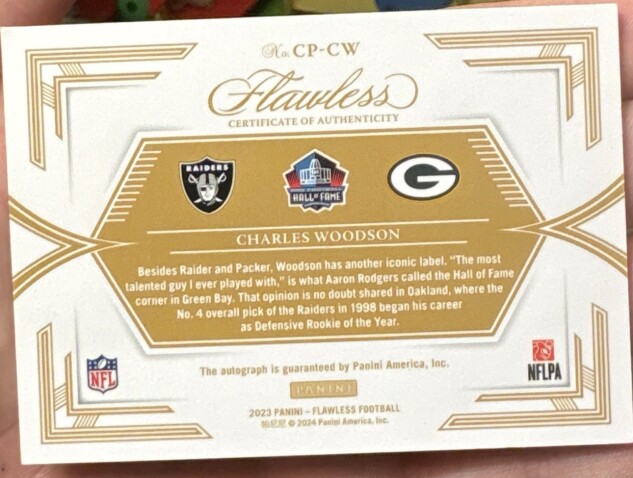 No. CP-CW
Flawless
CERTIFICATE OF AUTHENTICITY
RAIDERS
HALL OF FAME
G
CHARLES WOODSON
Besides Raider and Packer, Woodson has another iconic label. "The most
talented guy I ever played with," is what Aaron Rodgers called the Hall of Fame
corner in Green Bay. That opinion is no doubt shared in Oakland, where the
No. 4 overall pick of the Raiders in 1998 began his career
as Defensive Rookie of the Year.
The autograph is guaranteed by Panini America, Inc.
NFL
NFLPA
PANINI
2023 PANINI - FLAWLESS FOOTBALL
帕尼尼 © 2024 Panini America, Inc.